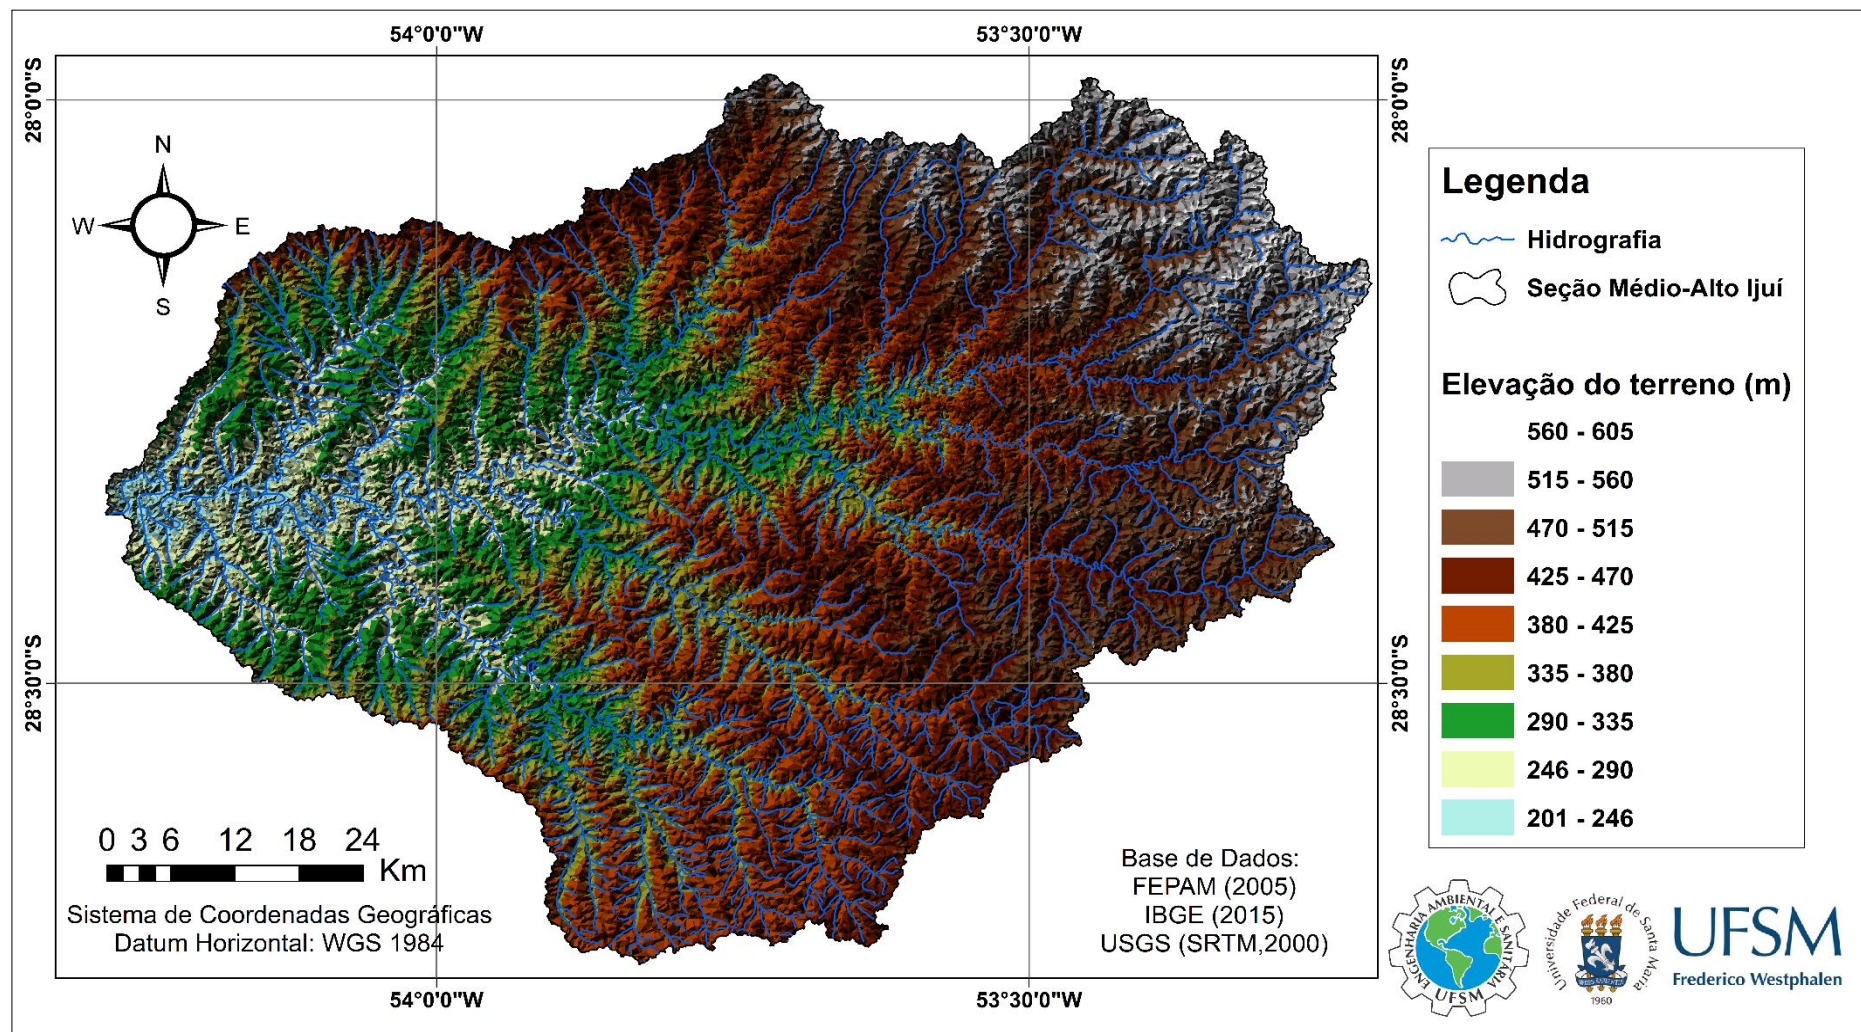 54°0'0"W
53°30'0"W
28°0'0"S
28°0'0"S
N
W
E
S
28°30'0"S
28°30'0"S
0 3 6 12 18 24
Km
Sistema de Coordenadas Geográficas
Datum Horizontal: WGS 1984
Base de Dados:
FEPAM (2005)
IBGE (2015)
USGS (SRTM,2000)
54°0'0"W
53°30'0"W
Legenda
Hidrografia
Seção Médio-Alto Ijuí
Elevação do terreno (m)
560 - 605
515 - 560
470 - 515
425 - 470
380 - 425
335 - 380
290 - 335
246 - 290
201 - 246
ENGENHARIA AMBIENTAL E SANITÁRIA
UFSM
Universidade Federal de Santa Maria
1960
UFSM
Frederico Westphalen